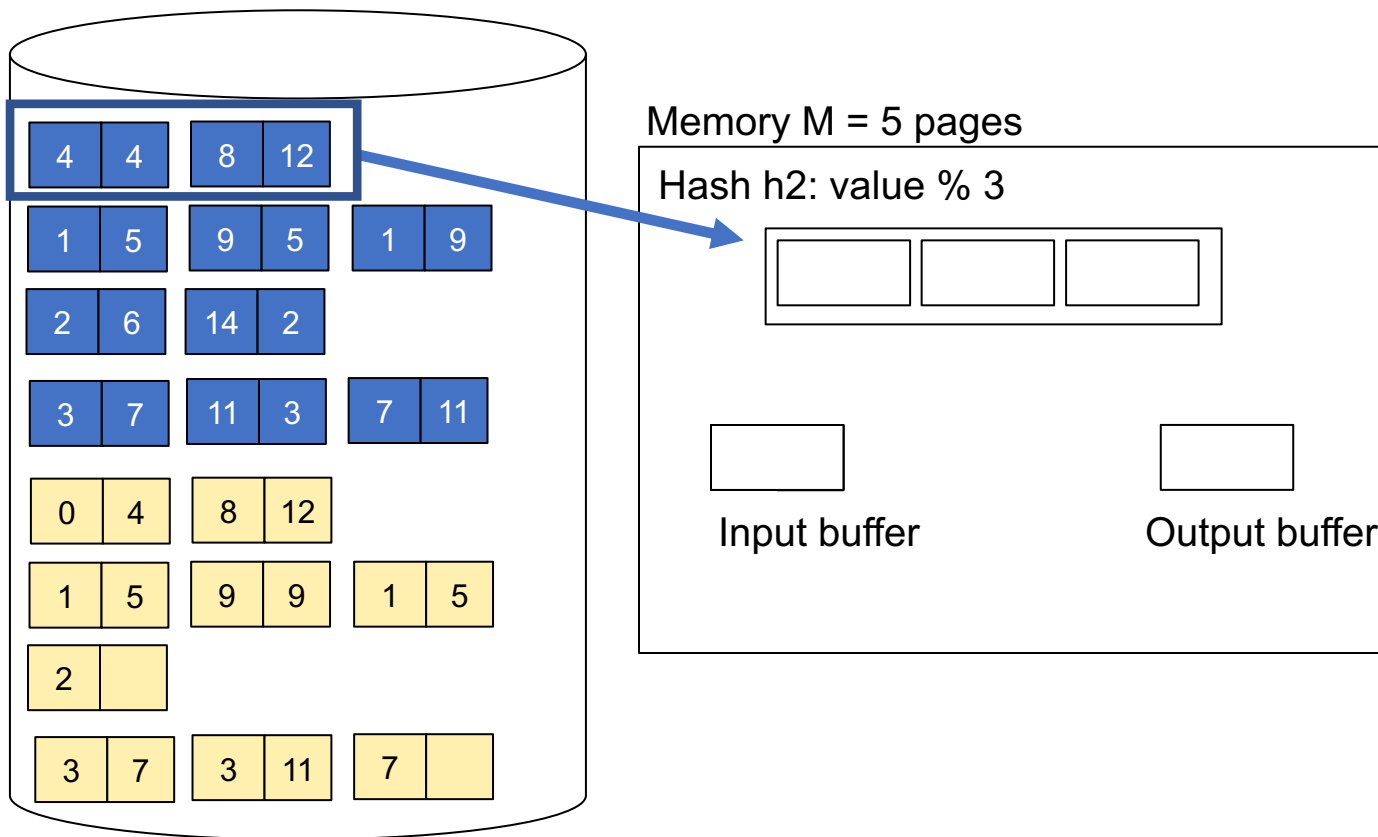 4 4 8 12
1 5 9 5 1 9
2 6 14 2
3 7 11 3 7 11
0 4 8 12
1 5 9 9 1 5
2
3 7 3 11 7
Memory M = 5 pages
Hash h2: value % 3
Input buffer
Output buffer